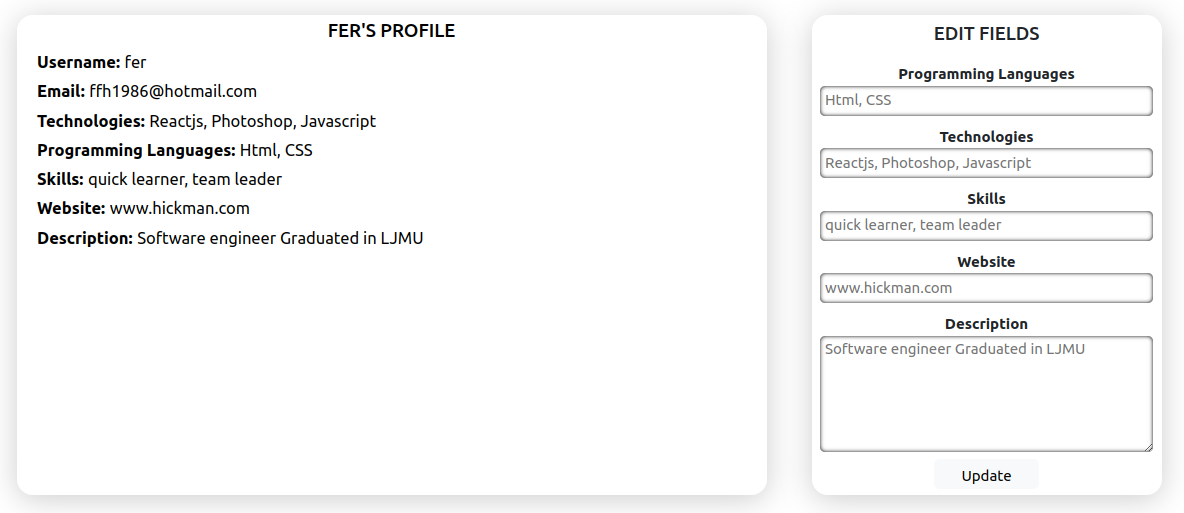 FER'S PROFILE
Username: fer
Email: ffh1986@hotmail.com
Technologies: Reactjs, Photoshop, Javascript
Programming Languages: Html, CSS
Skills: quick learner, team leader
Website: www.hickman.com
Description: Software engineer Graduated in LJMU
EDIT FIELDS
Programming Languages
Html, CSS
Technologies
Reactjs, Photoshop, Javascript
Skills
quick learner, team leader
Website
www.hickman.com
Description
Software engineer Graduated in LJMU
Update